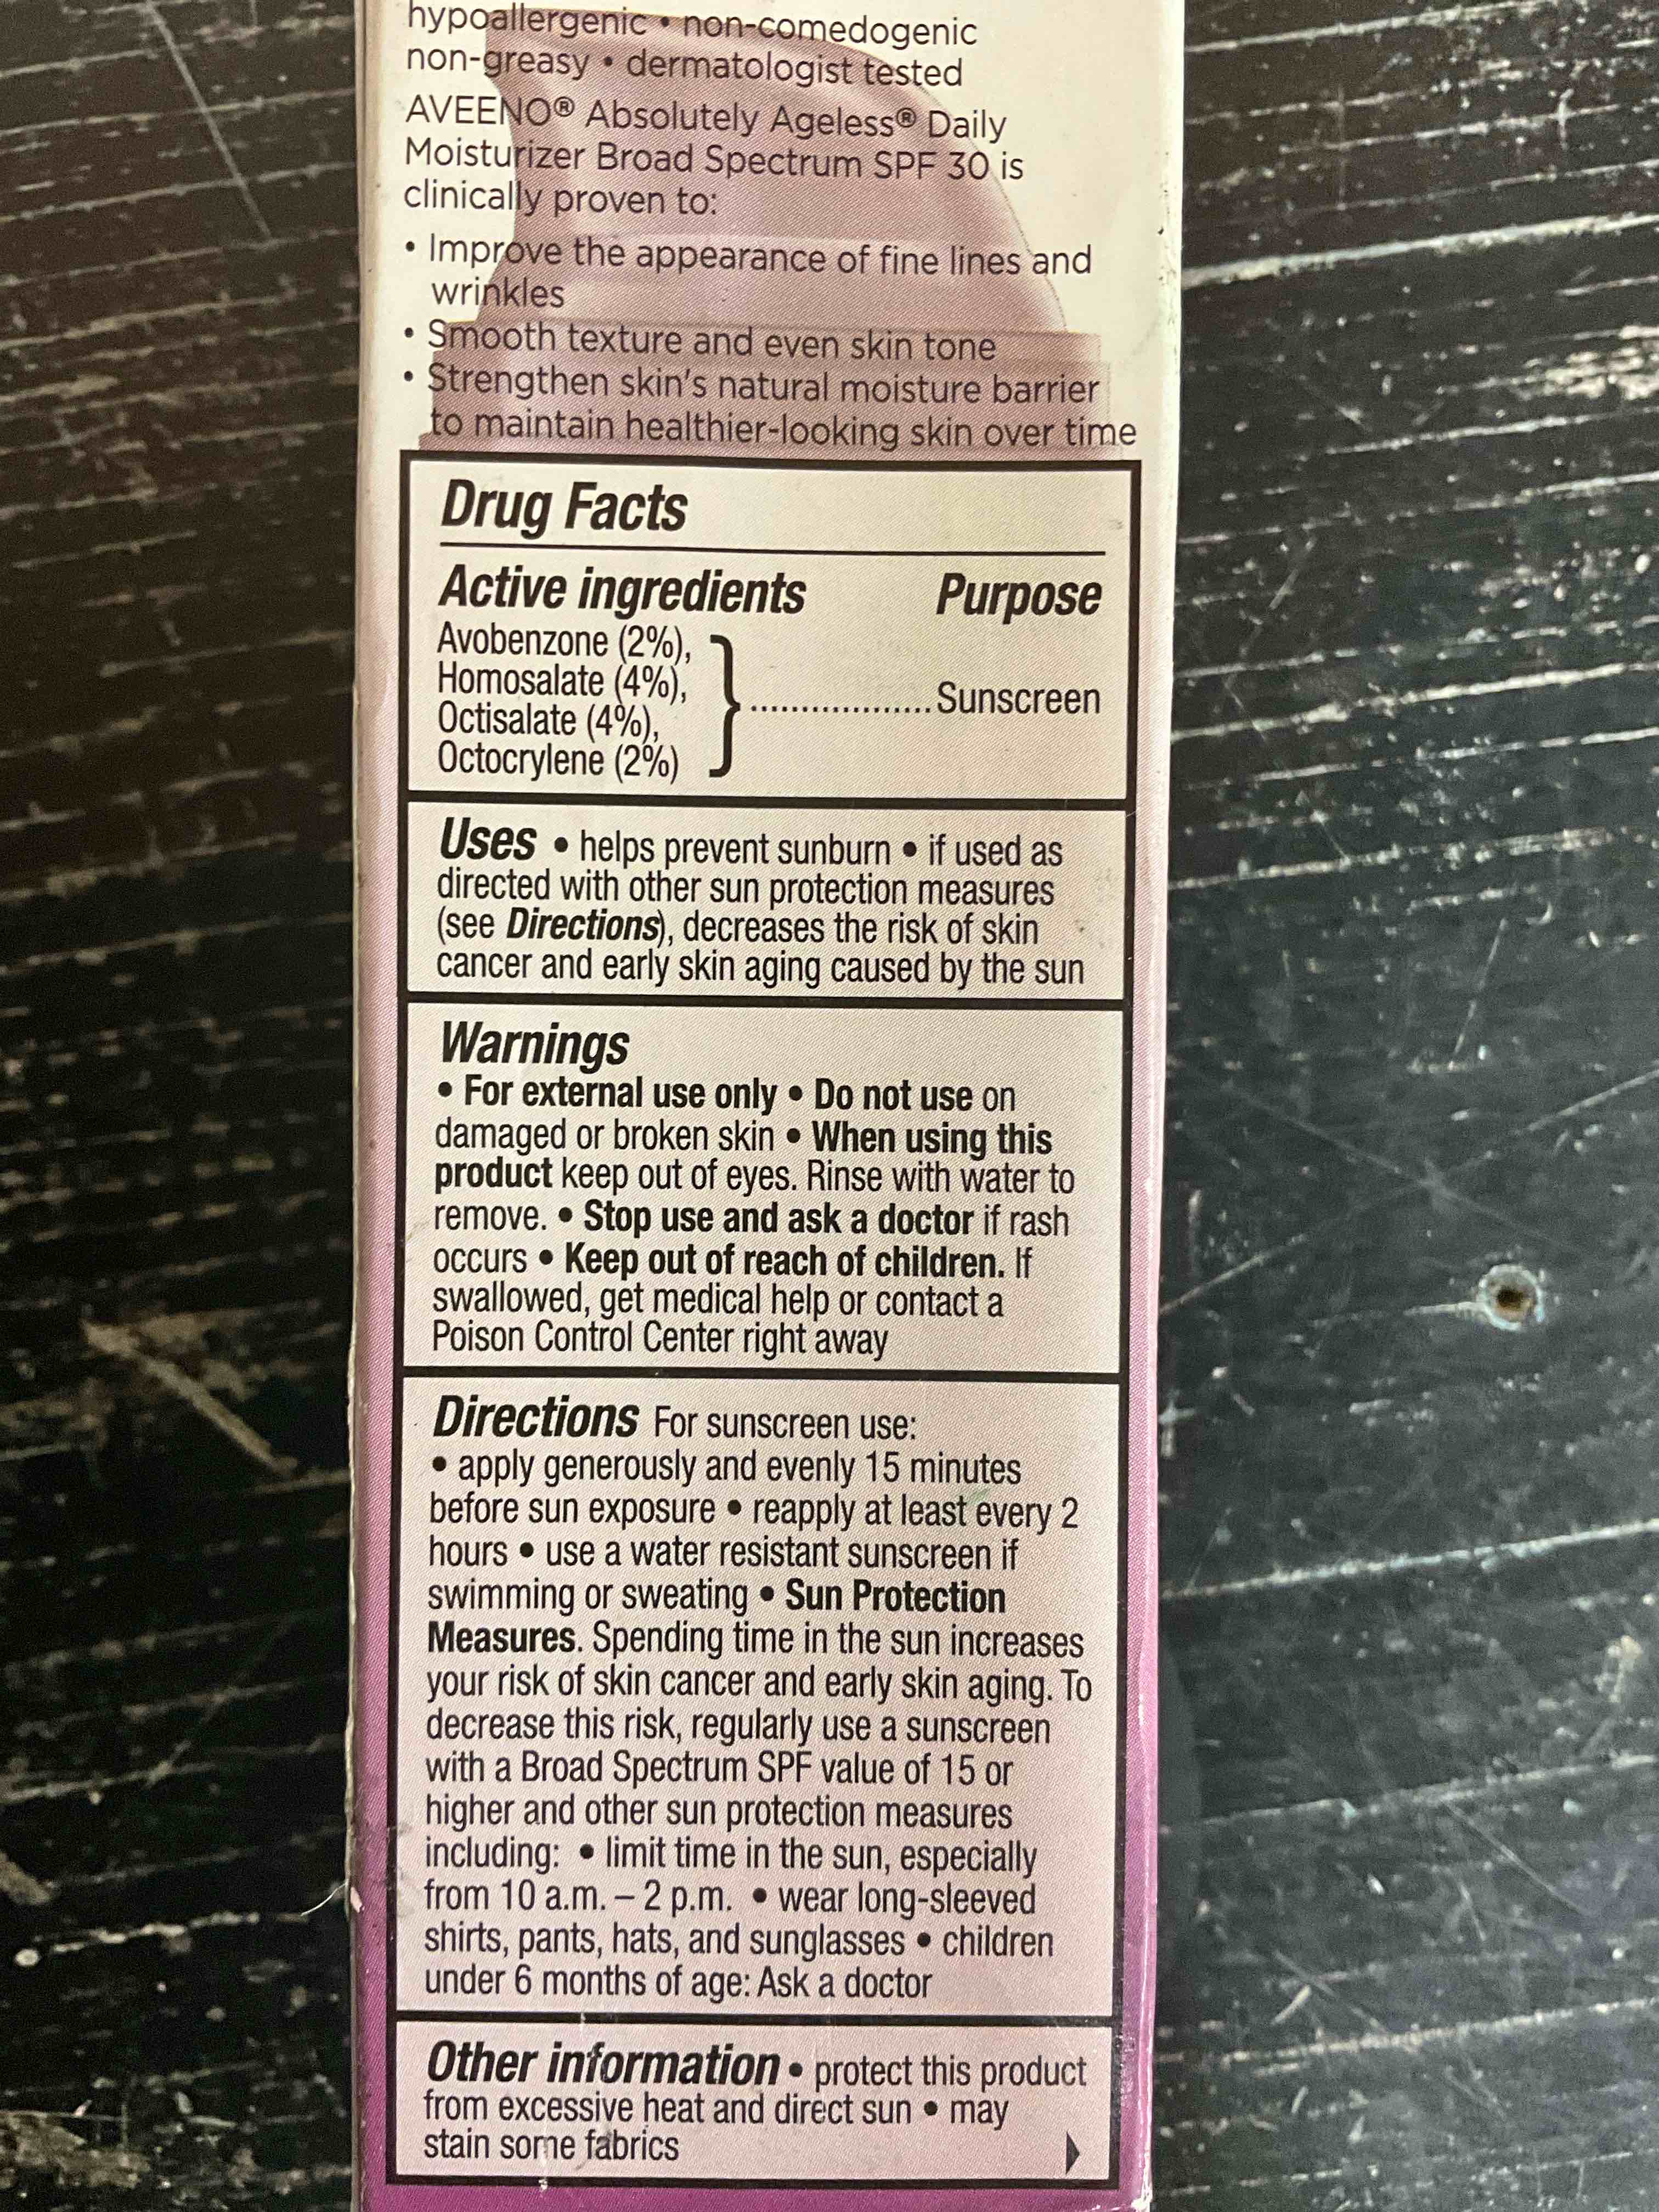 hypoallergenic • non-comedogenic
non-greasy • dermatologist tested
AVEENO® Absolutely Ageless® Daily
Moisturizer Broad Spectrum SPF 30 is
clinically proven to:
• Improve the appearance of fine lines and
wrinkles
• Smooth texture and even skin tone
• Strengthen skin's natural moisture barrier
to maintain healthier-looking skin over time
Drug Facts
Active ingredients Purpose
Avobenzone (2%),
Homosalate (4%),
Octisalate (4%),
Octocrylene (2%) } .................. Sunscreen
Uses • helps prevent sunburn • if used as
directed with other sun protection measures
(see Directions), decreases the risk of skin
cancer and early skin aging caused by the sun
Warnings
• For external use only • Do not use on
damaged or broken skin • When using this
product keep out of eyes. Rinse with water to
remove. • Stop use and ask a doctor if rash
occurs • Keep out of reach of children. If
swallowed, get medical help or contact a
Poison Control Center right away
Directions For sunscreen use:
• apply generously and evenly 15 minutes
before sun exposure • reapply at least every 2
hours • use a water resistant sunscreen if
swimming or sweating • Sun Protection
Measures. Spending time in the sun increases
your risk of skin cancer and early skin aging. To
decrease this risk, regularly use a sunscreen
with a Broad Spectrum SPF value of 15 or
higher and other sun protection measures
including: • limit time in the sun, especially
from 10 a.m. – 2 p.m. • wear long-sleeved
shirts, pants, hats, and sunglasses • children
under 6 months of age: Ask a doctor
Other information • protect this product
from excessive heat and direct sun • may
stain some fabrics